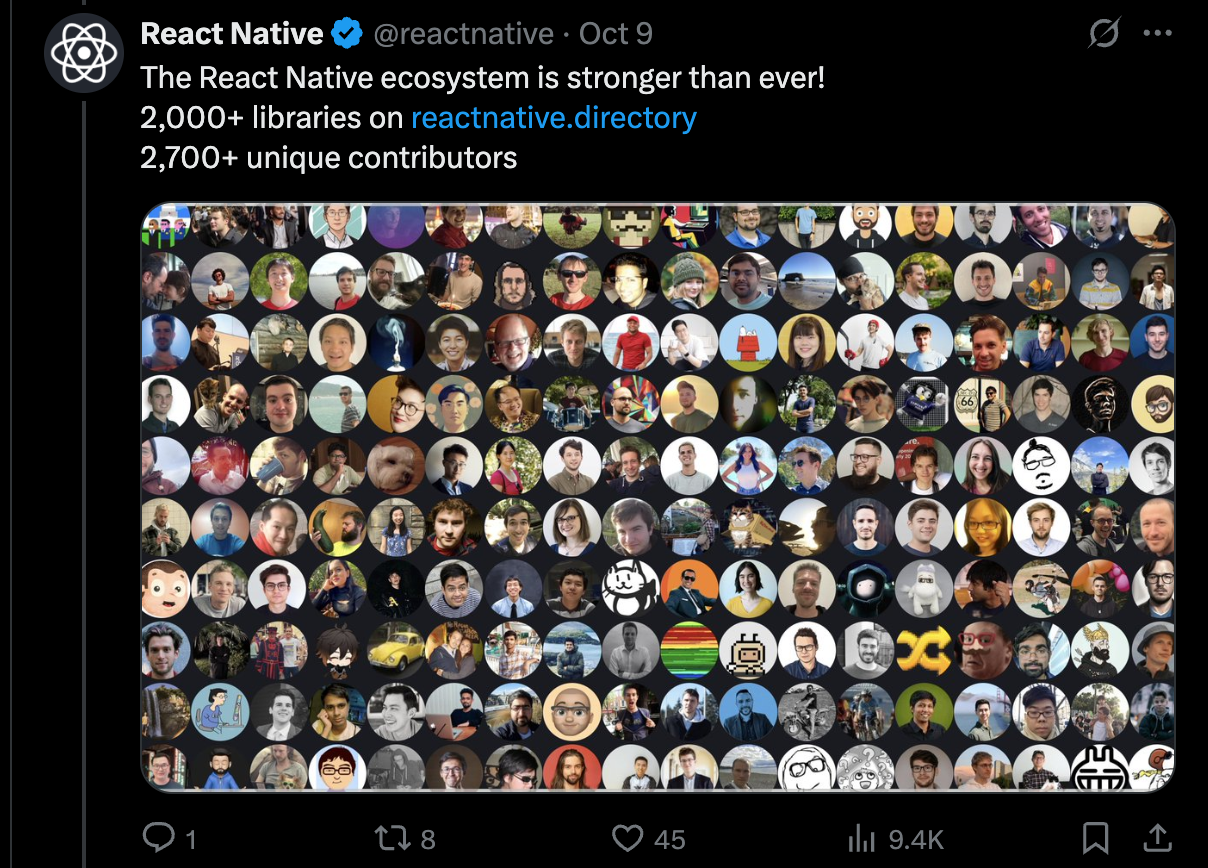 React Native @reactnative · Oct 9
The React Native ecosystem is stronger than ever!
2,000+ libraries on reactnative.directory
2,700+ unique contributors
66
1 8 45 9.4K